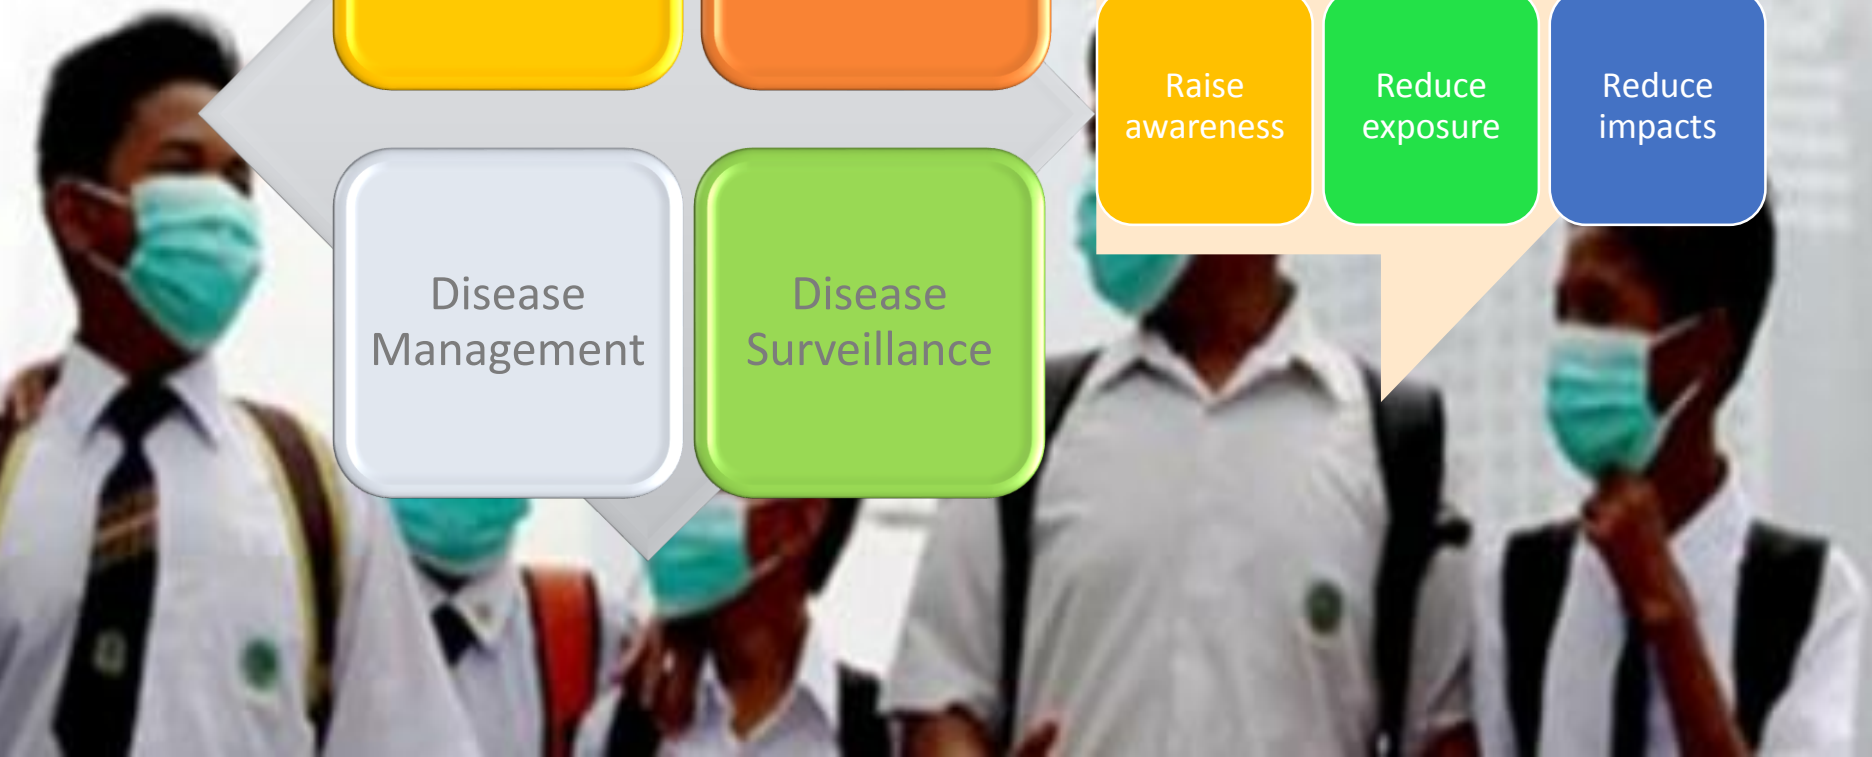 Raise
awareness
Reduce
exposure
Reduce
impacts
Disease
Management
Disease
Surveillance